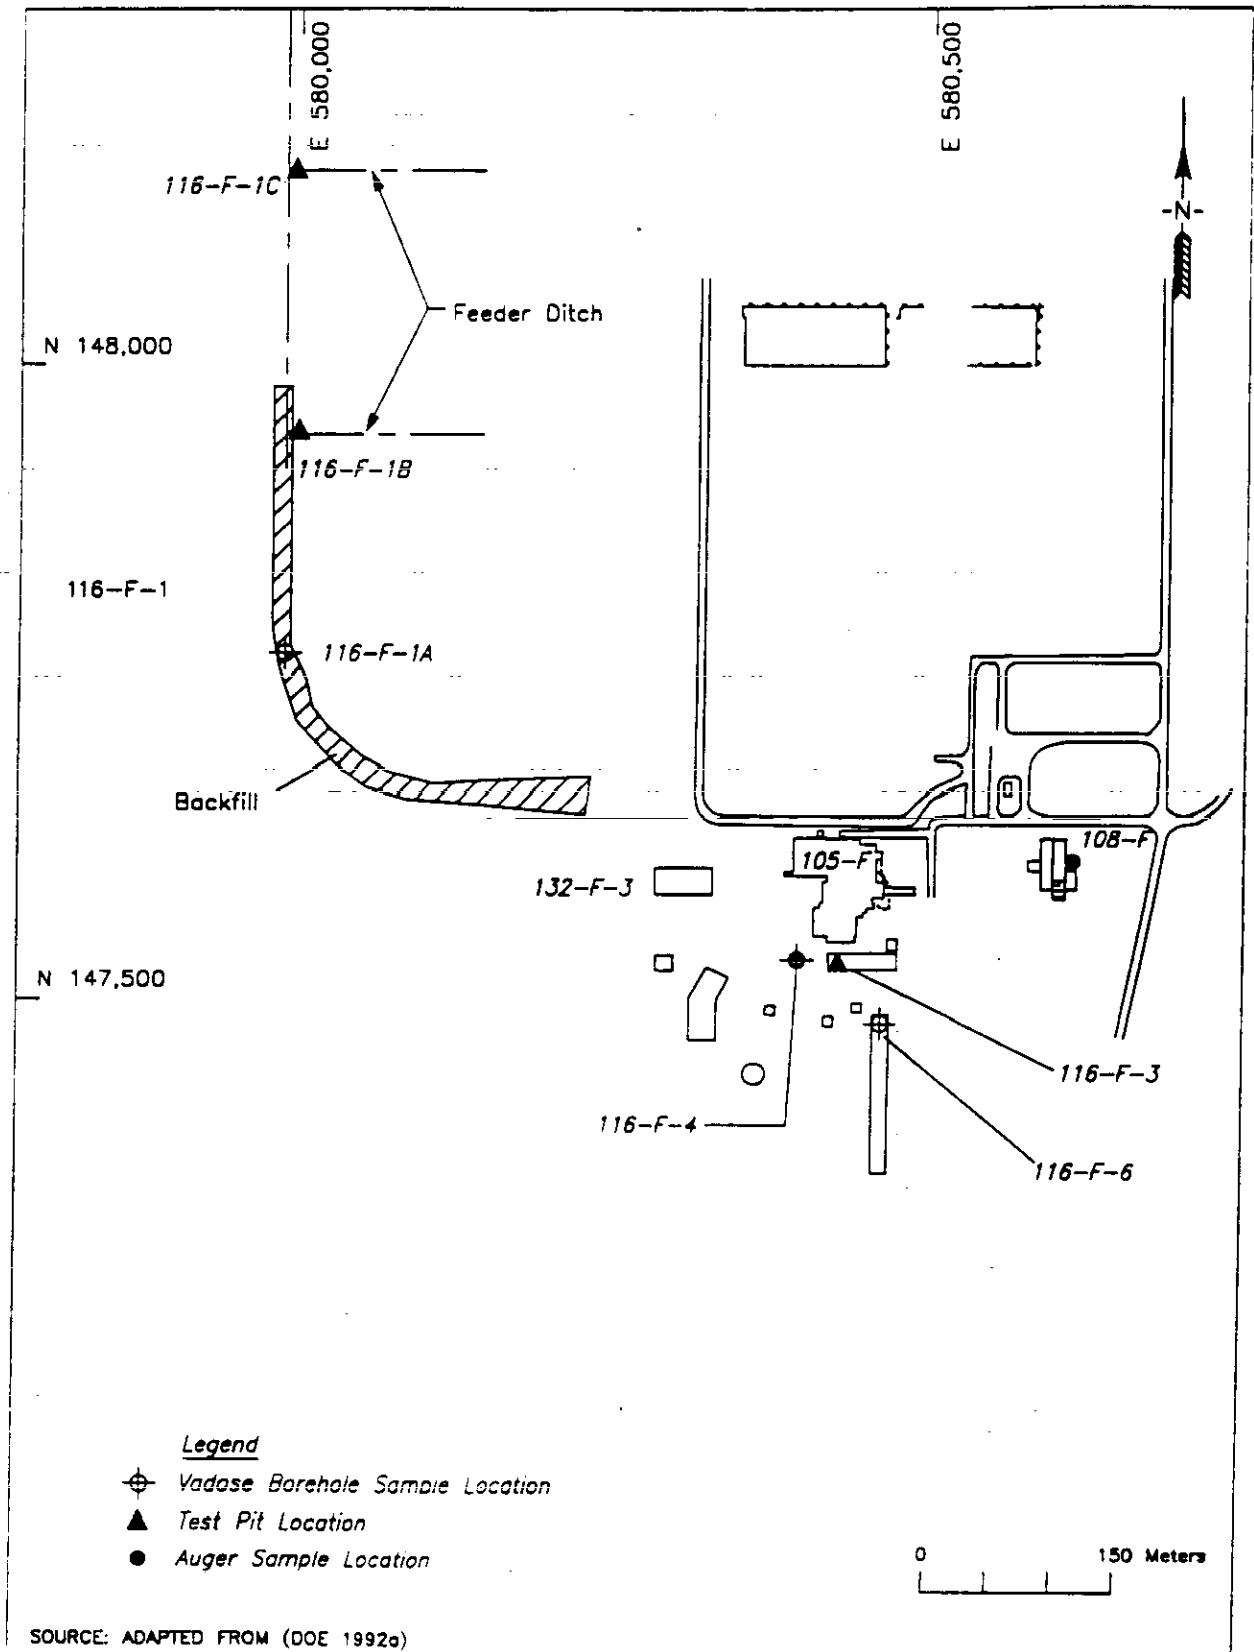 E 580,000
E 580,500
116-F-1C
-N-
Feeder Ditch
N 148,000
116-F-1B
116-F-1
116-F-1A
Backfill
105-F
108-F
132-F-3
N 147,500
116-F-3
116-F-4
116-F-6
Legend
Vadose Borehole Sample Location
Test Pit Location
Auger Sample Location
0 150 Meters
SOURCE: ADAPTED FROM (DOE 1992a)